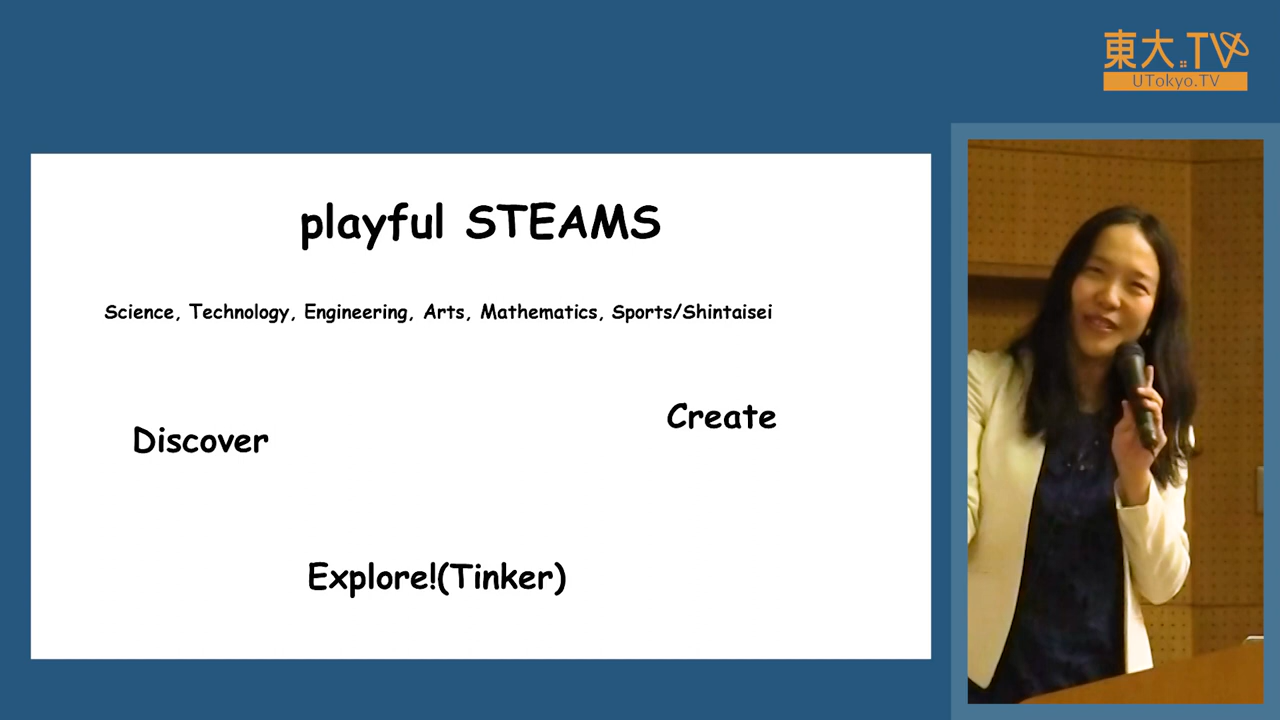 東大.TV
UTokyo.TV
playful STEAMS
Science, Technology, Engineering, Arts, Mathematics, Sports/Shintaisei
Create
Discover
Explore!(Tinker)